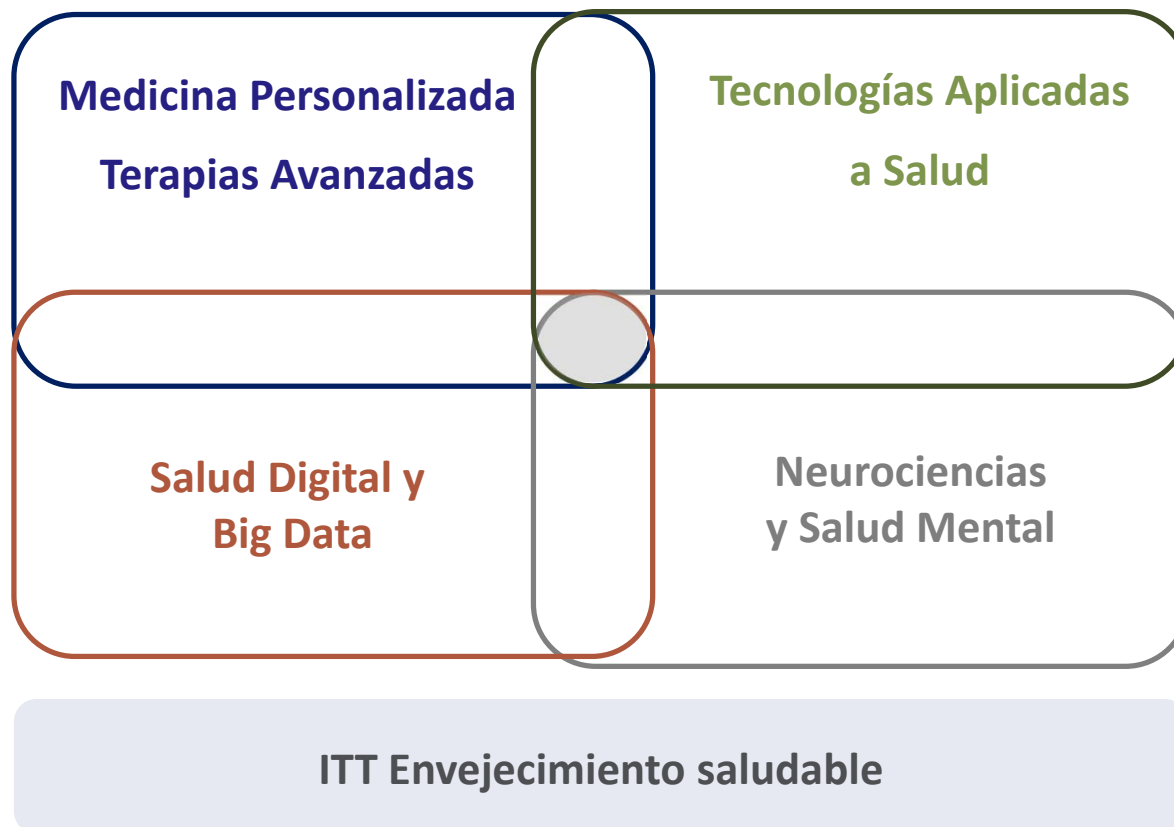 Medicina Personalizada
Terapias Avanzadas
Tecnologías Aplicadas
a Salud
Salud Digital y
Big Data
Neurociencias
y Salud Mental
ITT Envejecimiento saludable